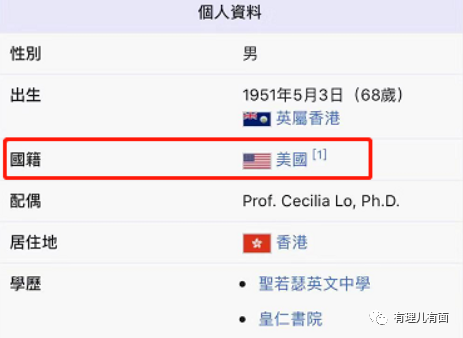 個人資料
性別 男
出生 1951年5月3日（68歲）
英屬香港
國籍 美國 [1]
配偶 Prof. Cecilia Lo, Ph.D.
居住地 香港
學歷 • 聖若瑟英文中學
• 皇仁書院
有理儿有面